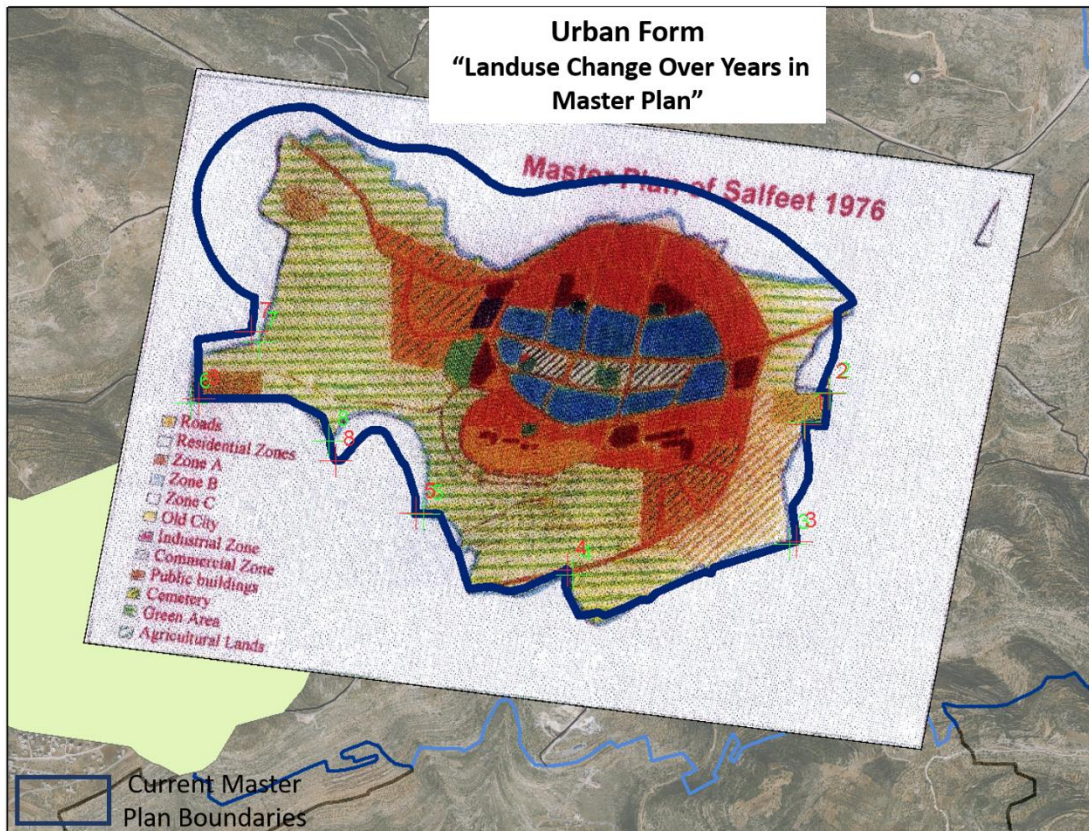 Urban Form
“Landuse Change Over Years in
Master Plan”
Master Plan of Salfeet 1976
7
2
6
8
5
3
3
4
Roads
Residential Zones
Zone A
Zone B
Zone C
Old City
Industrial Zone
Commercial Zone
Public buildings
Cemetery
Green Area
Agricultural Lands
Current Master
Plan Boundaries